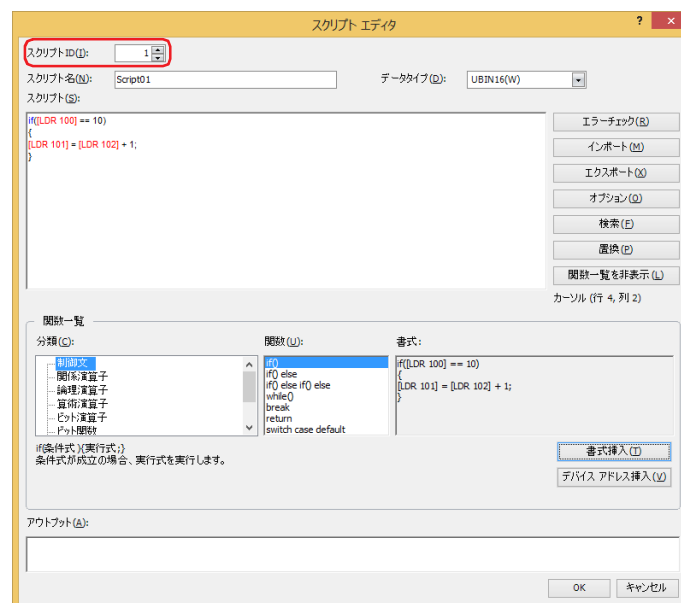 スクリプト エディタ
? ×
スクリプトID(I): 1
スクリプト名(N): Script01 データタイプ(D): UBIN16(W)
スクリプト(S):
if([LDR 100] == 10)
{
[LDR 101] = [LDR 102] + 1;
}
エラーチェック(R)
インポート(M)
エクスポート(X)
オプション(O)
検索(F)
置換(P)
関数一覧を非表示(L)
カーソル (行 4, 列 2)
関数一覧
分類(C): 関数(U): 書式:
制御文
関係演算子
論理演算子
算術演算子
ビット演算子
ビット関数
if()
if() else
if() else if() else
while()
break
return
switch case default
if([LDR 100] == 10)
{
[LDR 101] = [LDR 102] + 1;
}
if(条件式){実行式;}
条件式が成立の場合、実行式を実行します。
書式挿入(T)
デバイス アドレス挿入(V)
アウトプット(A):
OK キャンセル